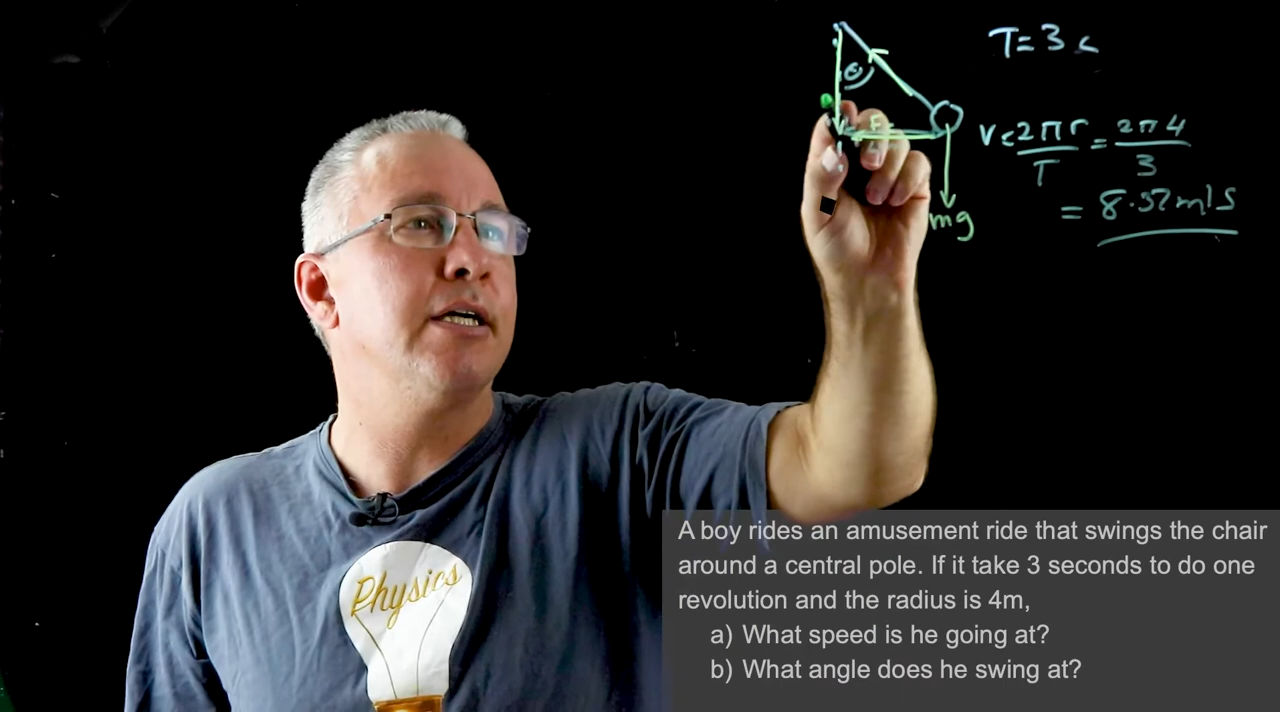 T=3s
θ
F
mg
V=2πr/T=2π4/3
=8.37m/s
Physics
A boy rides an amusement ride that swings the chair
around a central pole. If it take 3 seconds to do one
revolution and the radius is 4m,
a) What speed is he going at?
b) What angle does he swing at?